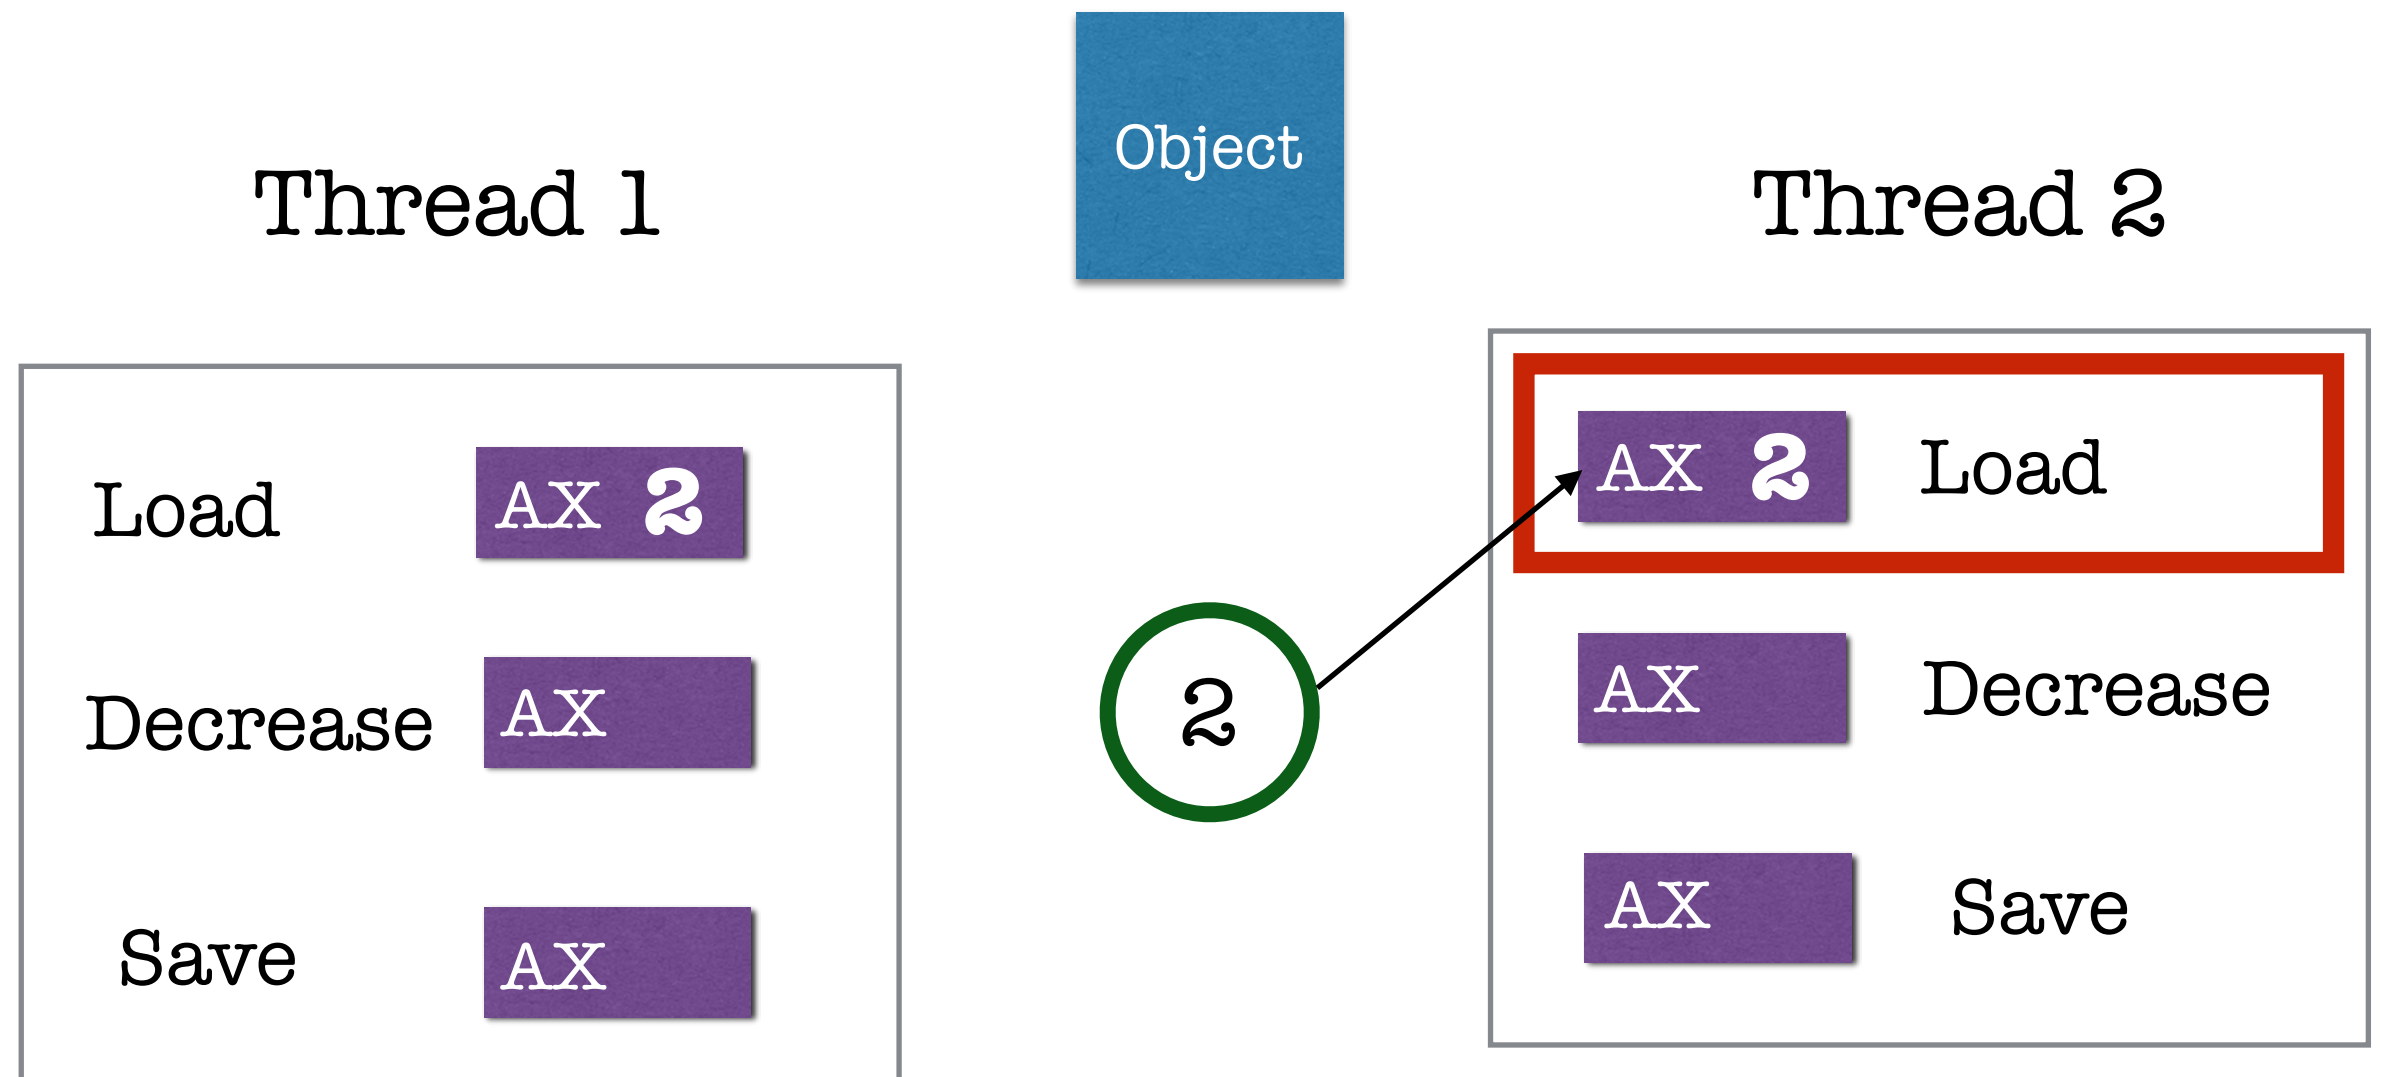 Object
Thread 1
Thread 2
Load
AX 2
Decrease
AX
Save
AX
2
AX 2
Load
AX
Decrease
AX
Save